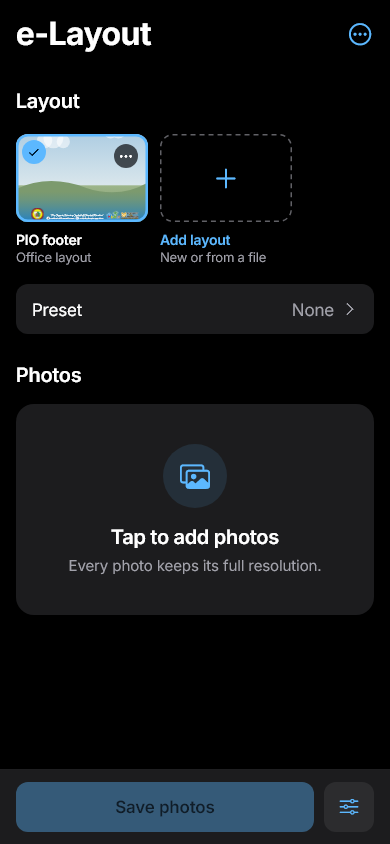 e-Layout
Layout
PIO footer
Office layout
Add layout
New or from a file
Preset
None
Photos
Tap to add photos
Every photo keeps its full resolution.
Save photos